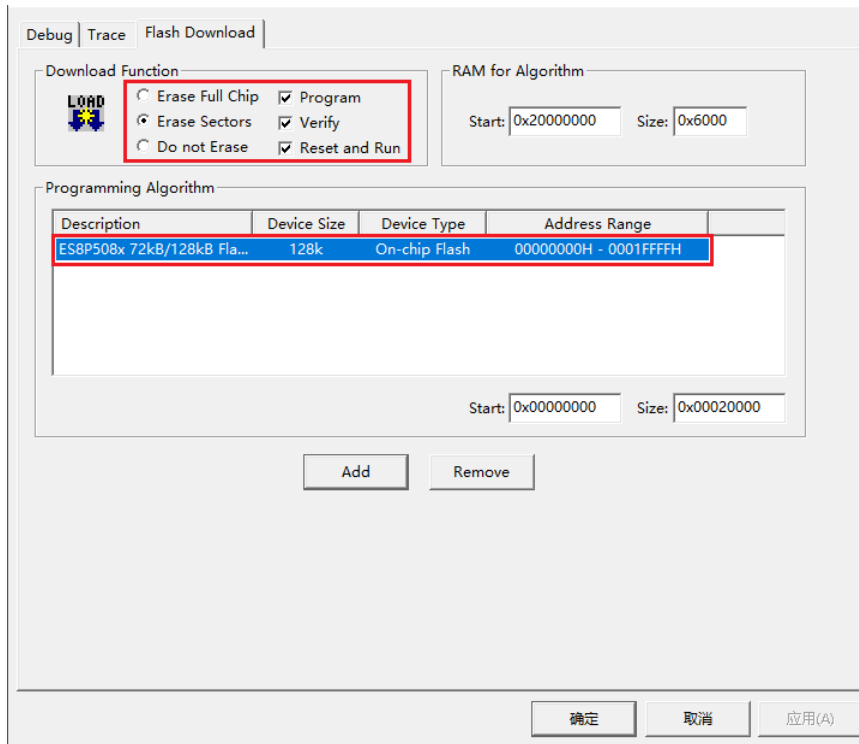 Debug Trace Flash Download
Download Function
LOAD
Erase Full Chip Program
Erase Sectors Verify
Do not Erase Reset and Run
RAM for Algorithm
Start: 0x20000000 Size: 0x6000
Programming Algorithm
Description Device Size Device Type Address Range
ES8P508x 72kB/128kB Fla... 128k On-chip Flash 00000000H - 0001FFFFH
Start: 0x00000000 Size: 0x00020000
Add Remove
确定 取消 应用(A)